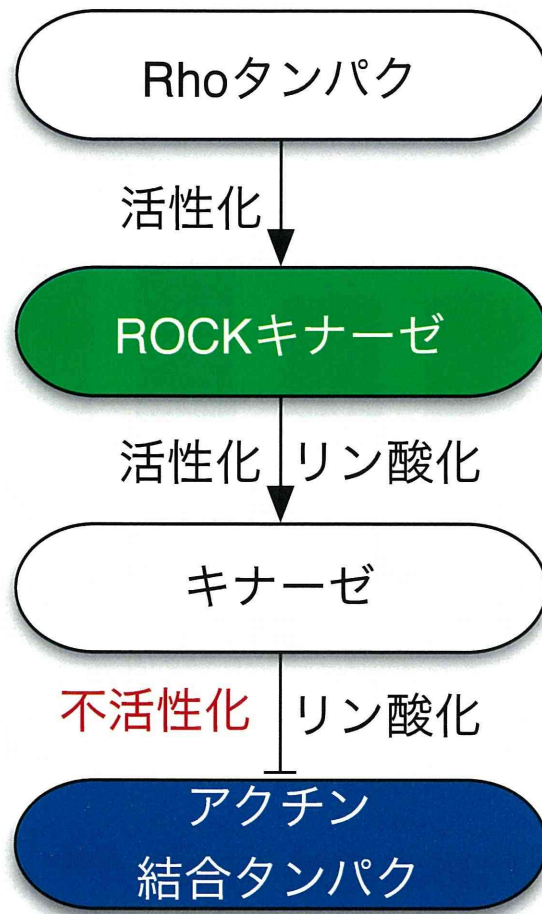 Rhoタンパク
活性化
ROCKキナーゼ
活性化 リン酸化
キナーゼ
不活性化 リン酸化
アクチン
結合タンパク